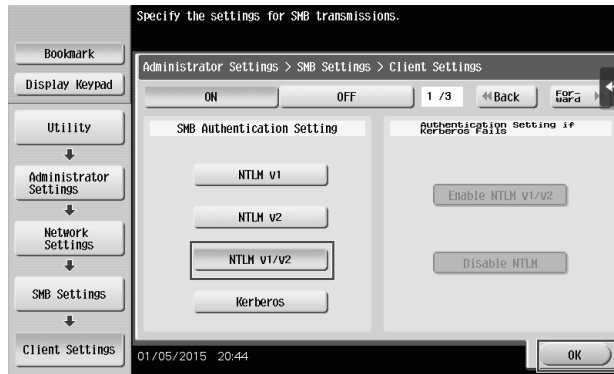 Specify the settings for SMB transmissions.
Bookmark
Display Keypad
Utility
Administrator
Settings
Network
Settings
SMB Settings
Client Settings
Administrator Settings > SMB Settings > Client Settings
ON
OFF
1 /3
Back
For-
ward
SMB Authentication Setting
NTLM v1
NTLM v2
NTLM v1/v2
Kerberos
Authentication Setting if
Kerberos Fails
Enable NTLM v1/v2
Disable NTLM
01/05/2015 20:44
OK